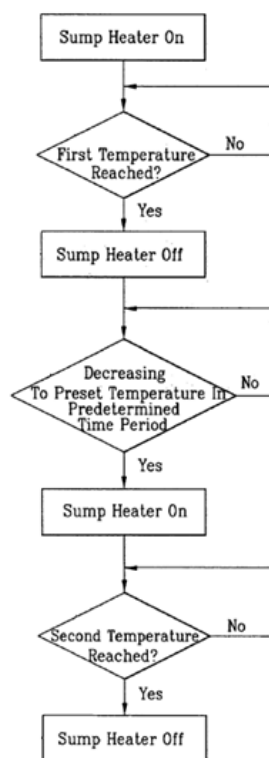 Sump Heater On
First Temperature
Reached?
No
Yes
Sump Heater Off
Decreasing
To Preset Temperature In
Predetermined
Time Period
No
Yes
Sump Heater On
Second Temperature
Reached?
No
Yes
Sump Heater Off